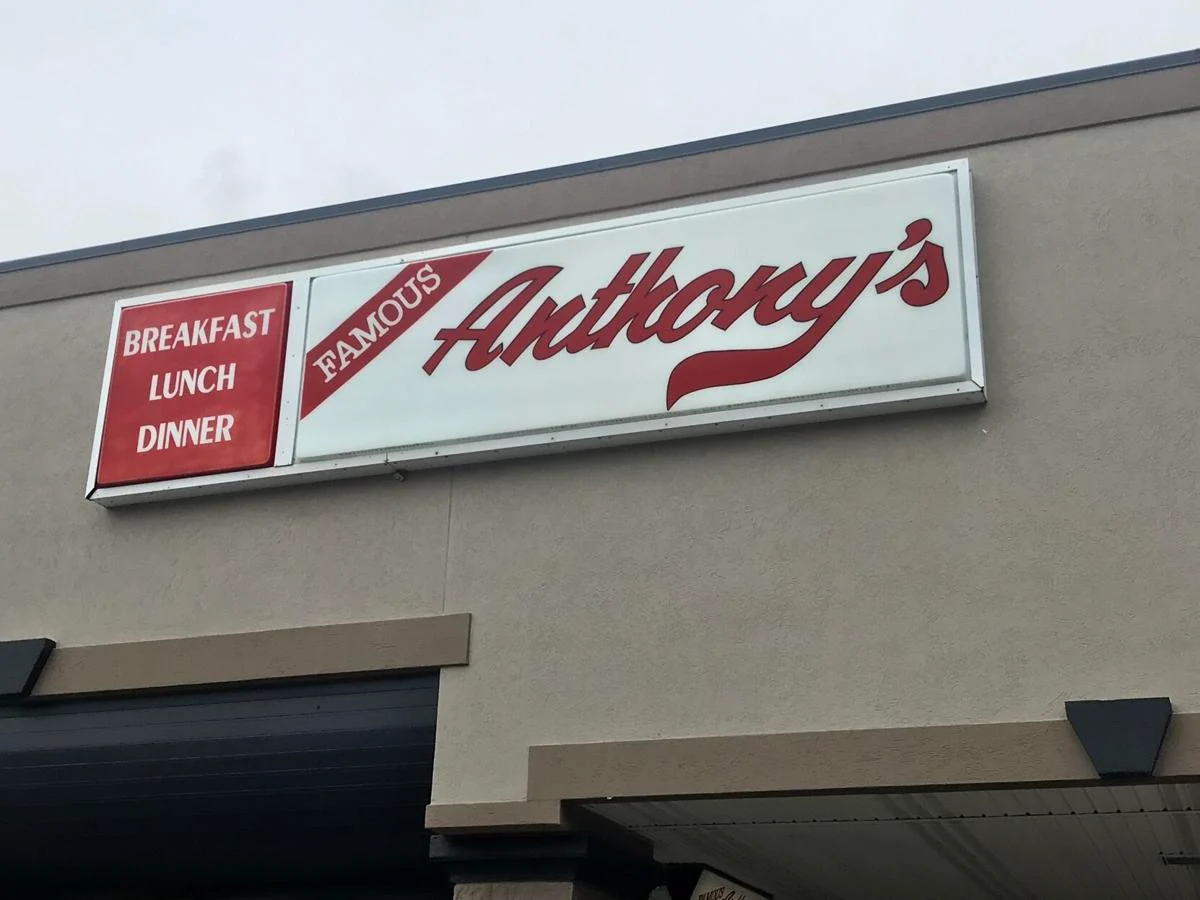 BREAKFAST
LUNCH
DINNER
FAMOUS
Anthony's